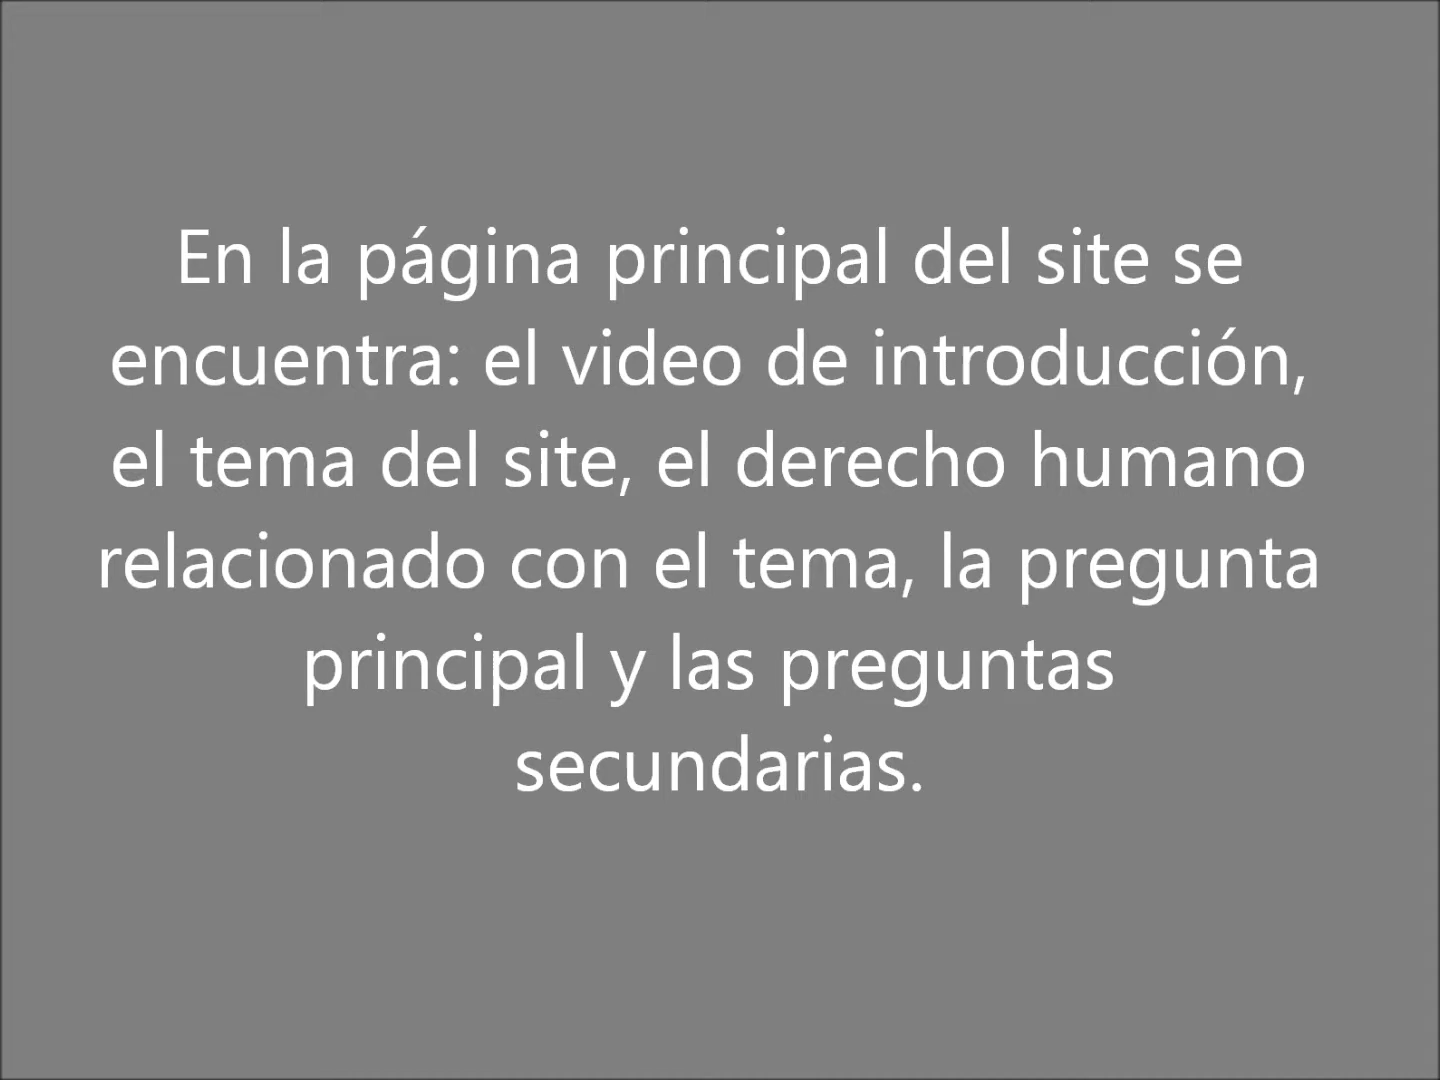 En la página principal del site se
encuentra: el video de introducción,
el tema del site, el derecho humano
relacionado con el tema, la pregunta
principal y las preguntas
secundarias.